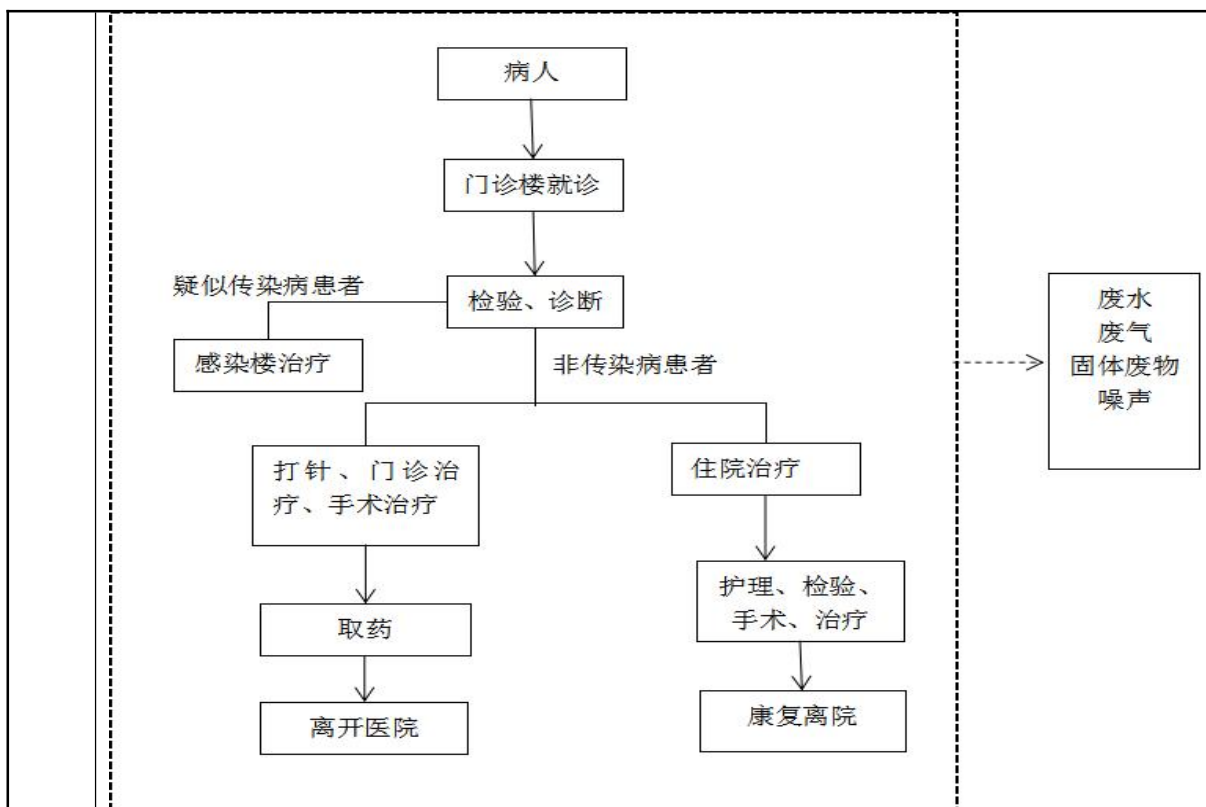 病人
门诊楼就诊
疑似传染病患者
检验、诊断
感染楼治疗
非传染病患者
打针、门诊治
疗、手术治疗
住院治疗
护理、检验、
手术、治疗
取药
离开医院
康复离院
废水
废气
固体废物
噪声